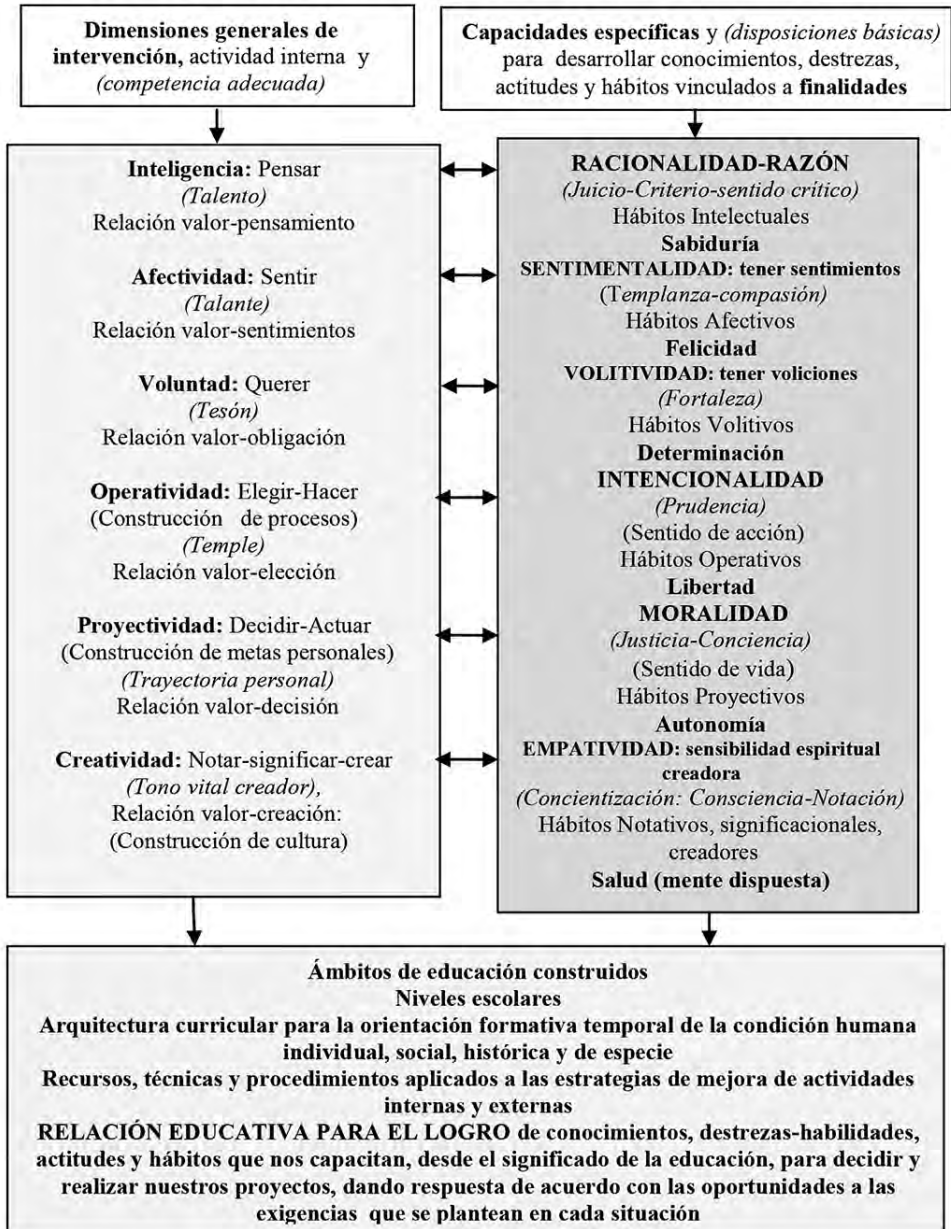 Dimensiones generales de
intervención, actividad interna y
(competencia adecuada)
Capacidades específicas y (disposiciones básicas)
para desarrollar conocimientos, destrezas,
actitudes y hábitos vinculados a finalidades
Inteligencia: Pensar
(Talento)
Relación valor-pensamiento
Afectividad: Sentir
(Talante)
Relación valor-sentimientos
Voluntad: Querer
(Tesón)
Relación valor-obligación
Operatividad: Elegir-Hacer
(Construcción de procesos)
(Temple)
Relación valor-elección
Proyectividad: Decidir-Actuar
(Construcción de metas personales)
(Trayectoria personal)
Relación valor-decisión
Creatividad: Notar-significar-crear
(Tono vital creador),
Relación valor-creación:
(Construcción de cultura)
RACIONALIDAD-RAZÓN
(Juicio-Criterio-sentido crítico)
Hábitos Intelectuales
Sabiduría
SENTIMENTALIDAD: tener sentimientos
(Templanza-compasión)
Hábitos Afectivos
Felicidad
VOLITIVIDAD: tener voliciones
(Fortaleza)
Hábitos Volitivos
Determinación
INTENCIONALIDAD
(Prudencia)
(Sentido de acción)
Hábitos Operativos
Libertad
MORALIDAD
(Justicia-Conciencia)
(Sentido de vida)
Hábitos Proyectivos
Autonomía
EMPATIVIDAD: sensibilidad espiritual
creadora
(Concientización: Consciencia-Notación)
Hábitos Notativos, significacionales,
creadores
Salud (mente dispuesta)
Ámbitos de educación construidos
Niveles escolares
Arquitectura curricular para la orientación formativa temporal de la condición humana
individual, social, histórica y de especie
Recursos, técnicas y procedimientos aplicados a las estrategias de mejora de actividades
internas y externas
RELACIÓN EDUCATIVA PARA EL LOGRO de conocimientos, destrezas-habilidades,
actitudes y hábitos que nos capacitan, desde el significado de la educación, para decidir y
realizar nuestros proyectos, dando respuesta de acuerdo con las oportunidades a las
exigencias que se plantean en cada situación